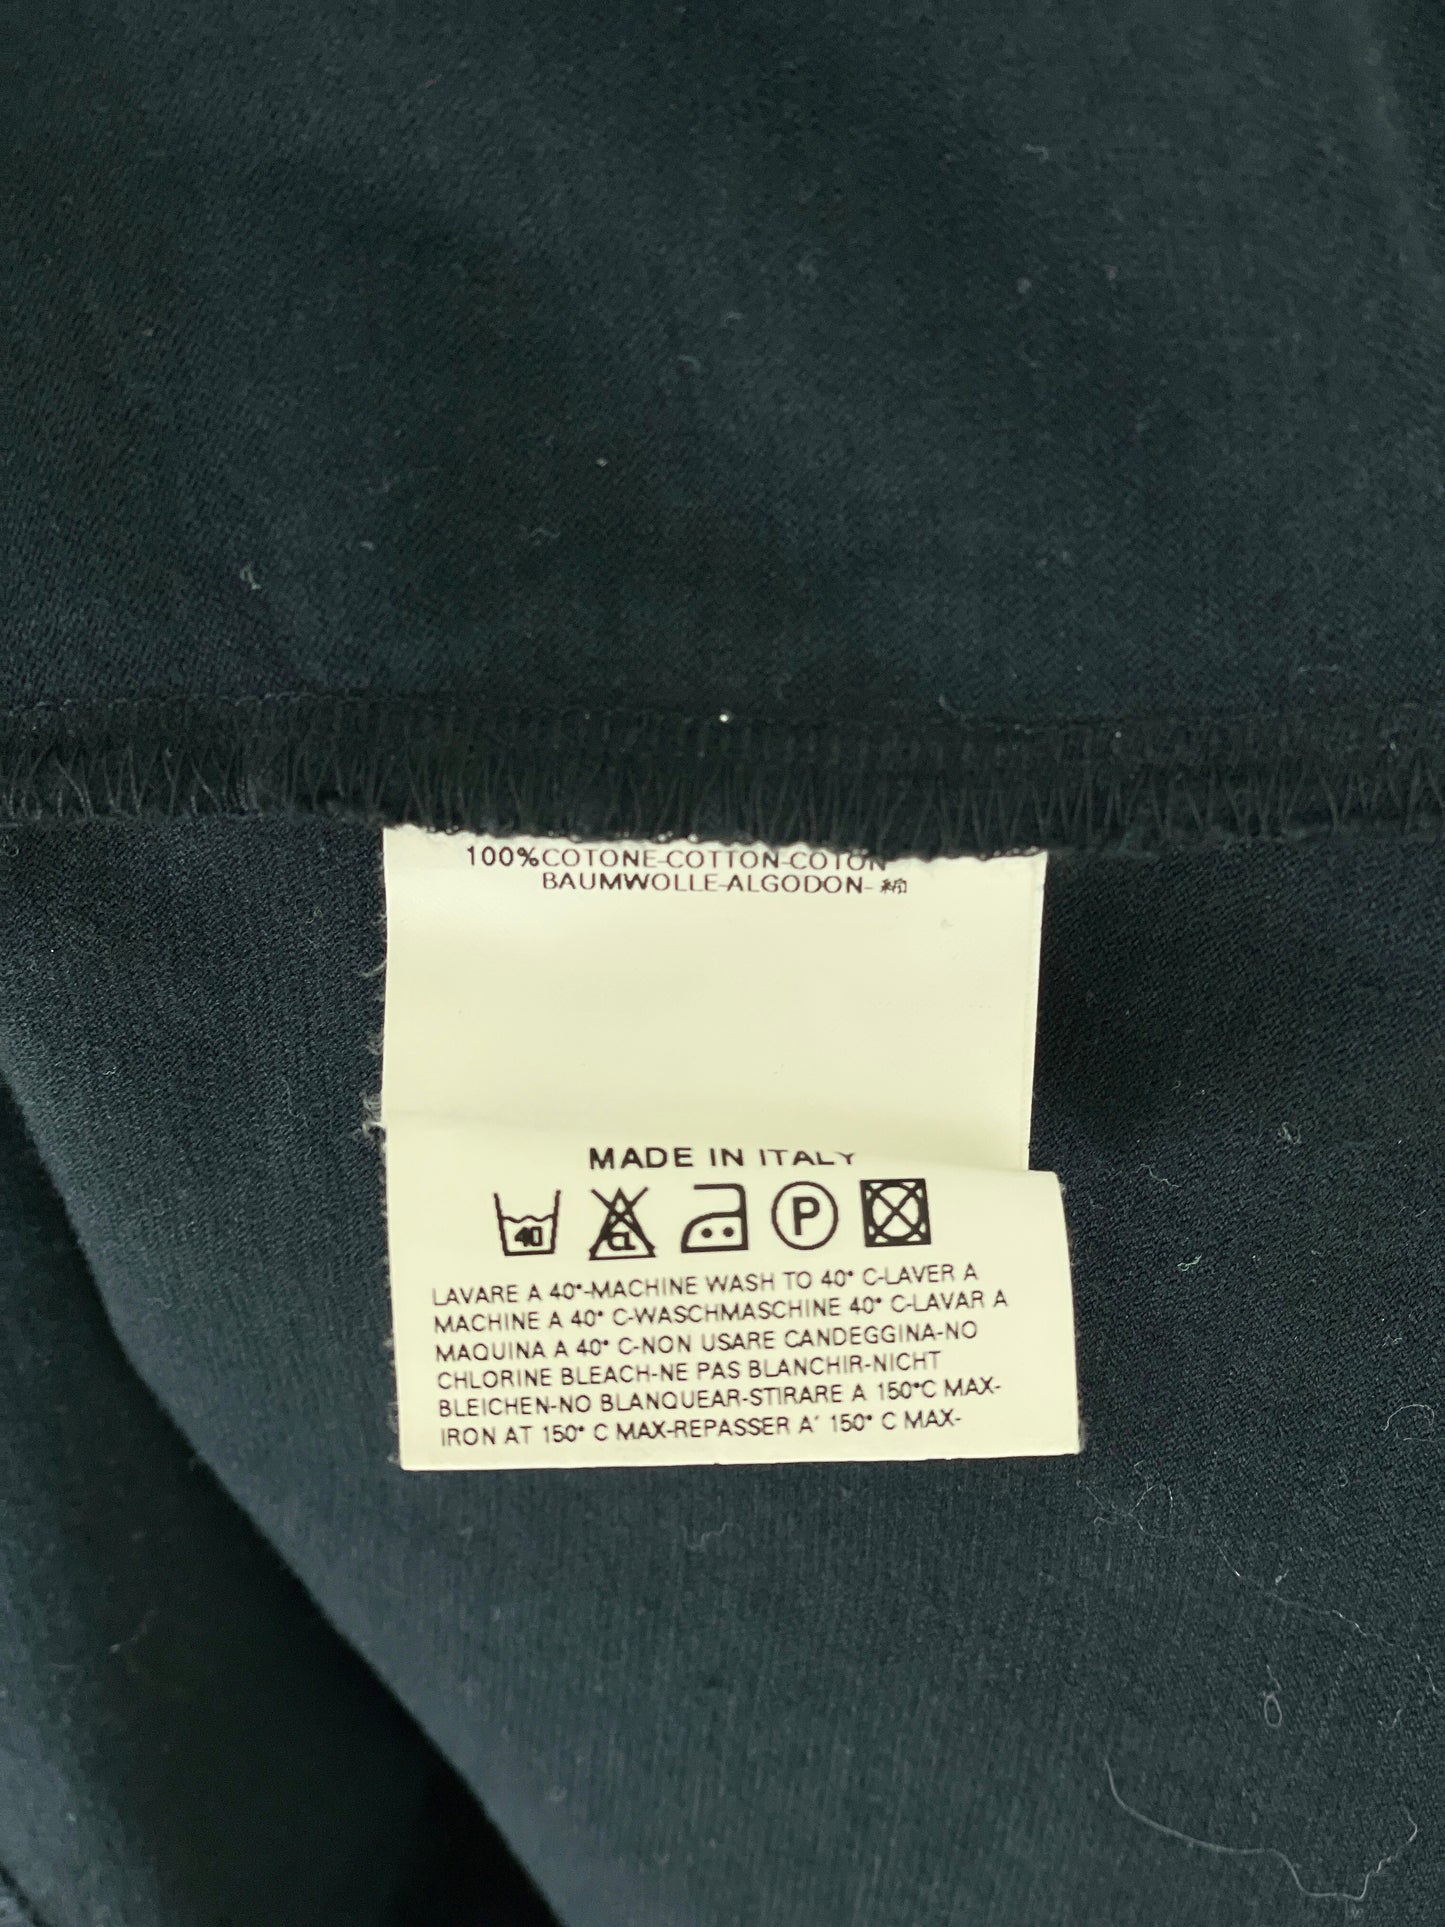 100%COTONE-COTTON-COTON
BAUMWOLLE-ALGODON- 綿
MADE IN ITALY
40 CL P
LAVARE A 40°-MACHINE WASH TO 40° C-LAVER A
MACHINE A 40° C-WASCHMASCHINE 40° C-LAVAR A
MAQUINA A 40° C-NON USARE CANDEGGINA-NO
CHLORINE BLEACH-NE PAS BLANCHIR-NICHT
BLEICHEN-NO BLANQUEAR-STIRARE A 150°C MAX-
IRON AT 150° C MAX-REPASSER A´ 150° C MAX-